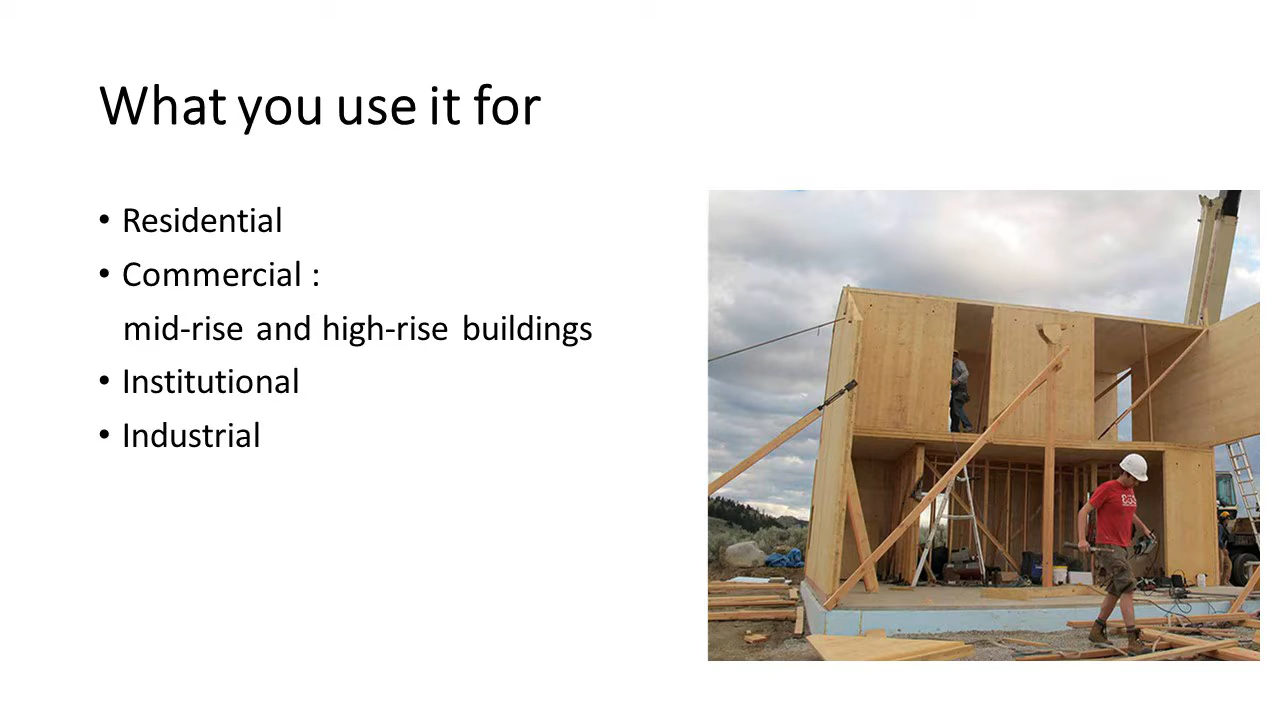 What you use it for
• Residential
• Commercial :
mid-rise and high-rise buildings
• Institutional
• Industrial